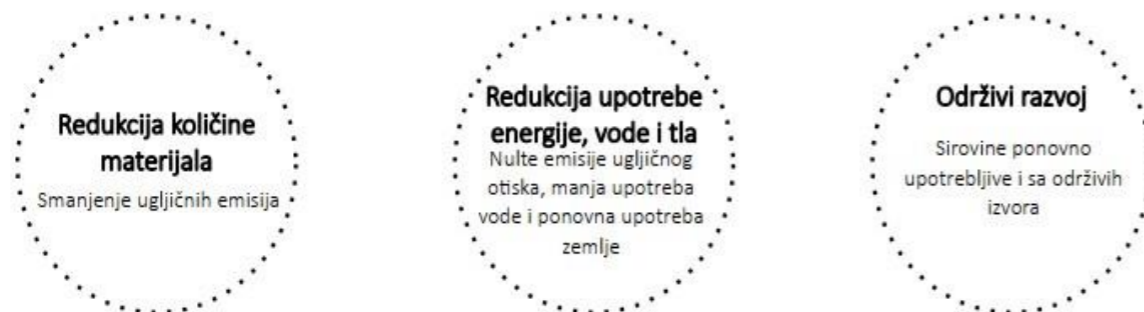 Redukcija količine
materijala
Smanjenje ugljičnih emisija
Redukcija upotrebe
energije, vode i tla
Nulte emisije ugljičnog
otiska, manja upotreba
vode i ponovna upotreba
zemlje
Održivi razvoj
Sirovine ponovno
upotrebljive i sa održivih
izvora